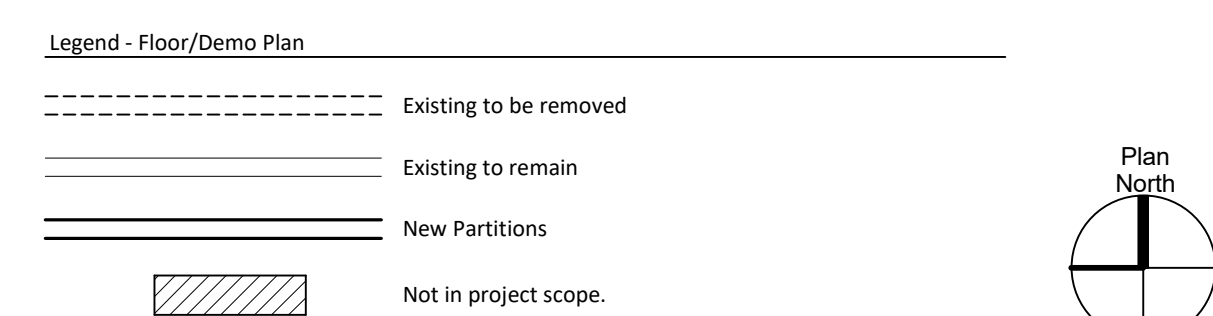 Legend - Floor/Demo Plan
Existing to be removed
Existing to remain
New Partitions
Not in project scope.
Plan
North